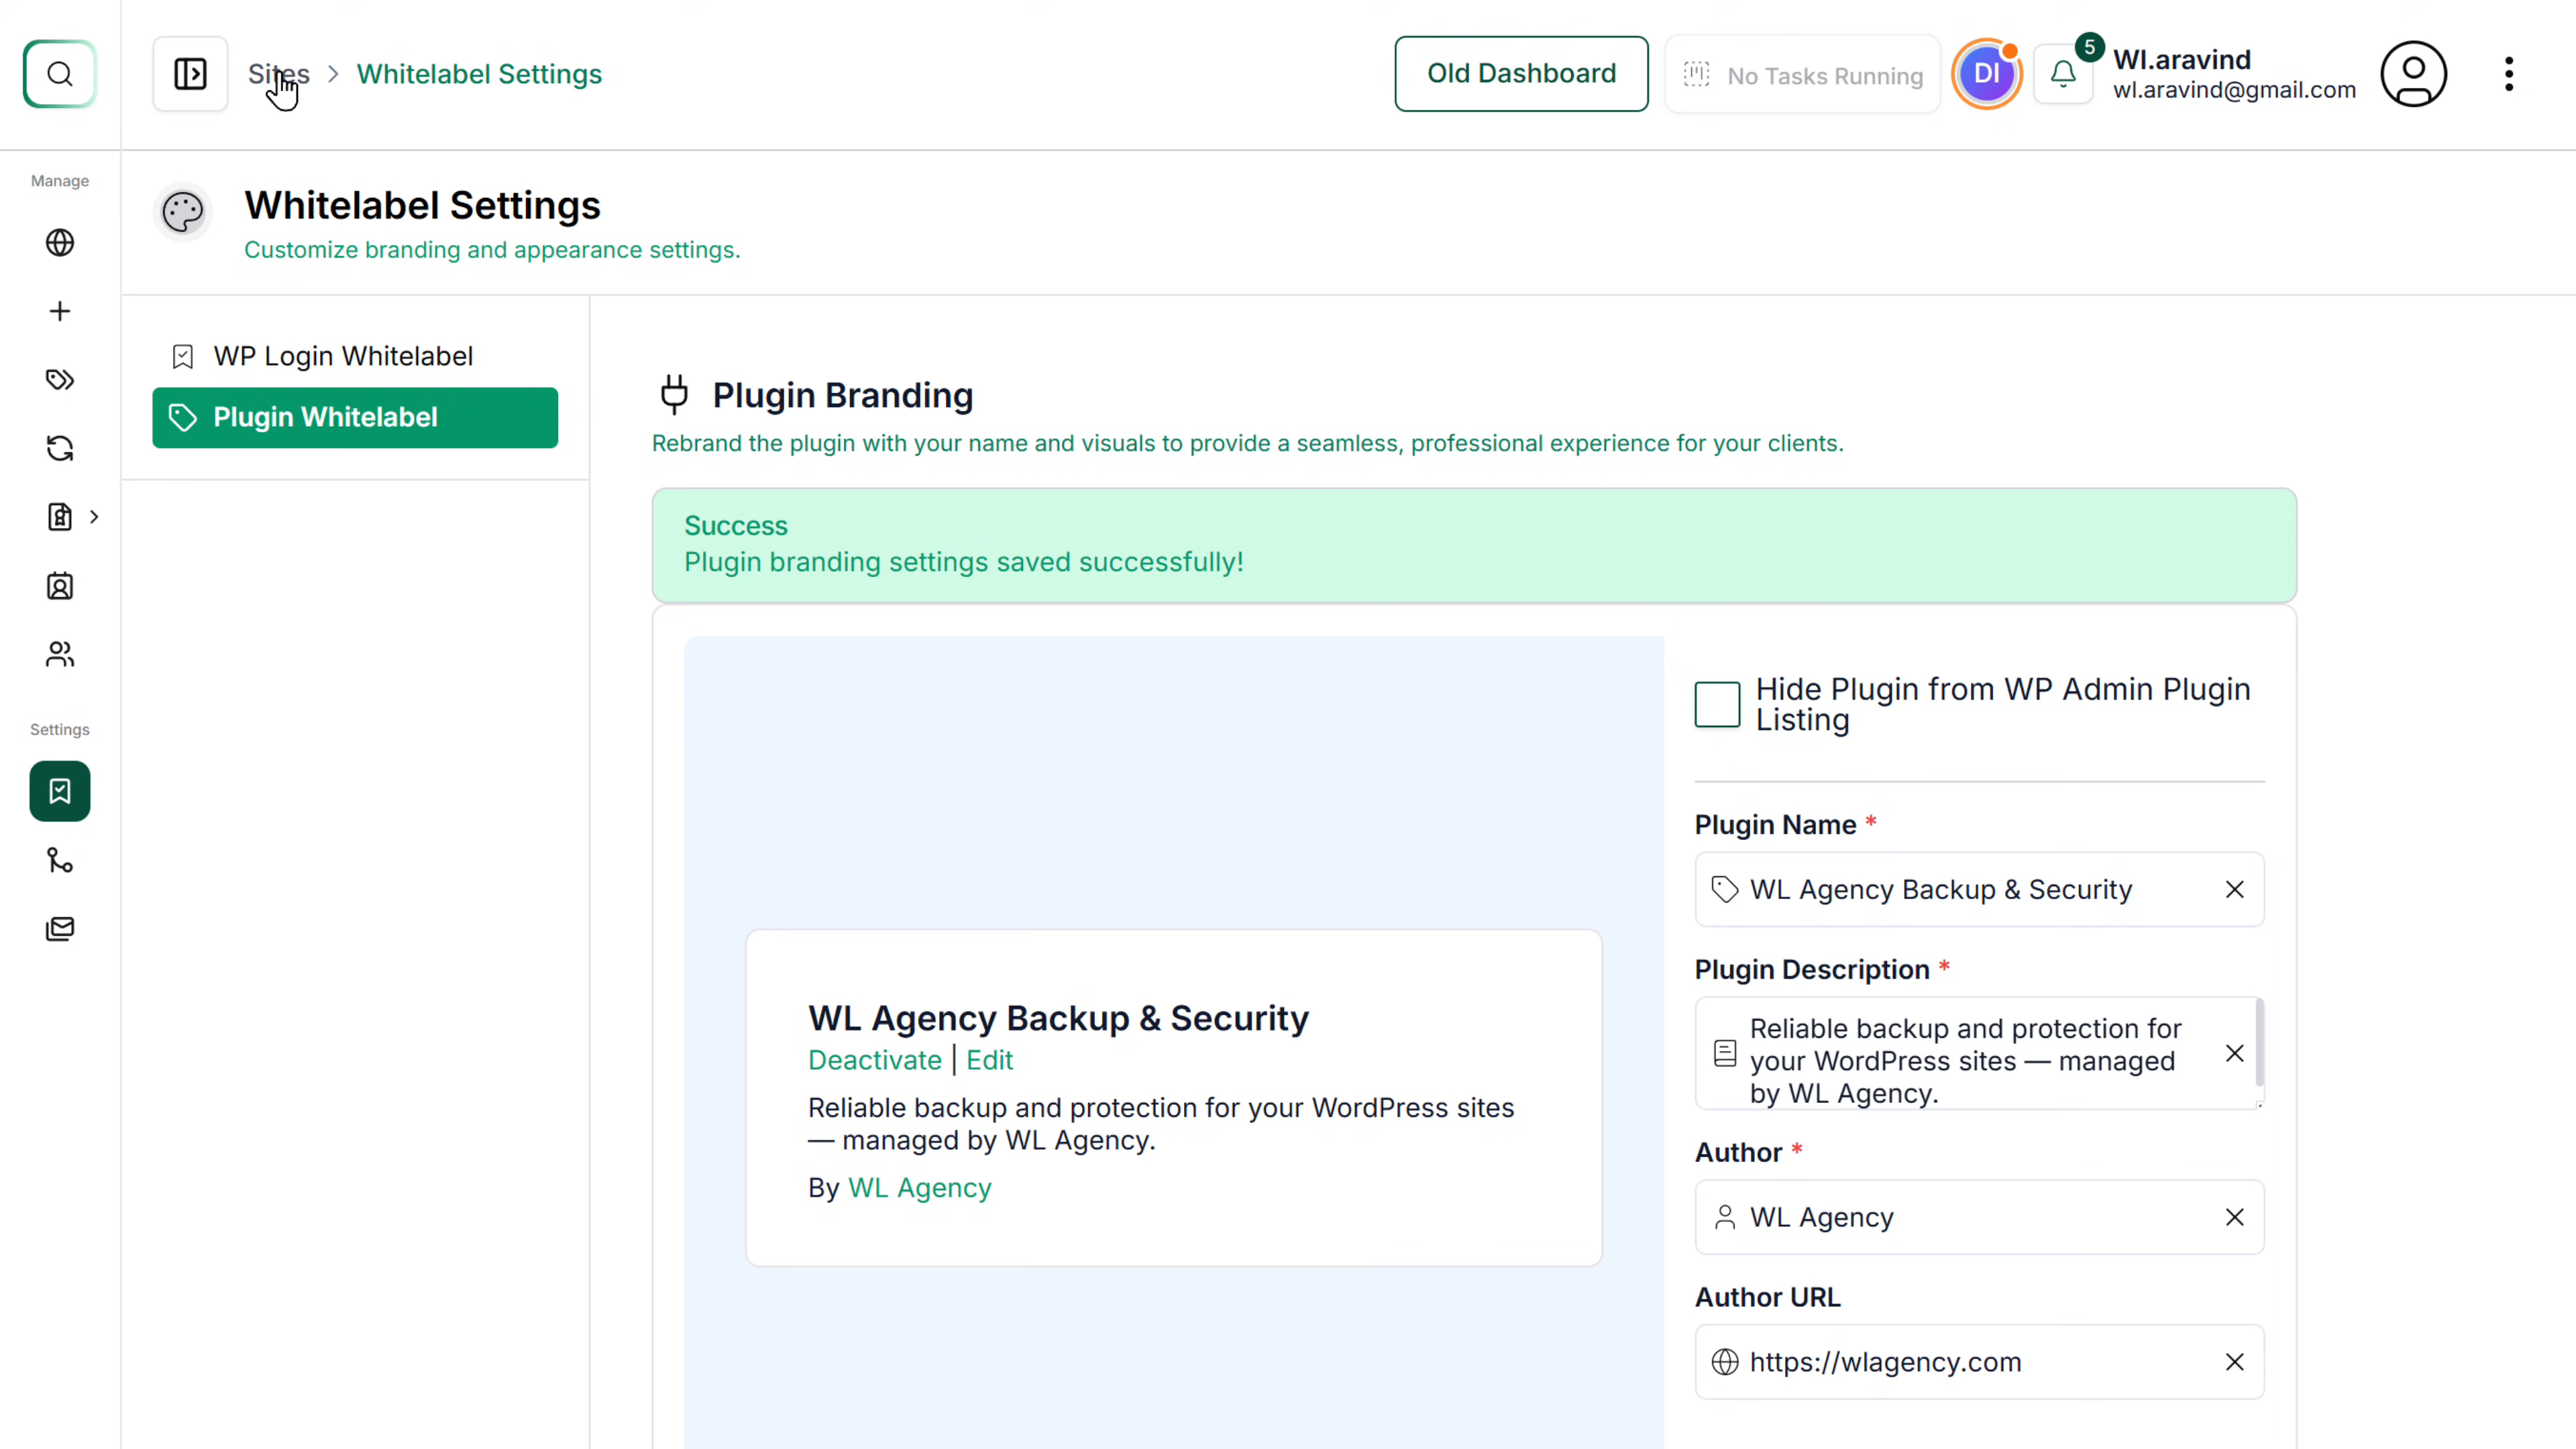 Sites > Whitelabel Settings
Old Dashboard
No Tasks Running
DI
5
Wl.aravind
wl.aravind@gmail.com
Manage
Whitelabel Settings
Customize branding and appearance settings.
WP Login Whitelabel
Plugin Whitelabel
Plugin Branding
Rebrand the plugin with your name and visuals to provide a seamless, professional experience for your clients.
Success
Plugin branding settings saved successfully!
Settings
WL Agency Backup & Security
Deactivate | Edit
Reliable backup and protection for your WordPress sites
— managed by WL Agency.
By WL Agency
Hide Plugin from WP Admin Plugin
Listing
Plugin Name *
WL Agency Backup & Security
Plugin Description *
Reliable backup and protection for
your WordPress sites — managed
by WL Agency.
Author *
WL Agency
Author URL
https://wlagency.com